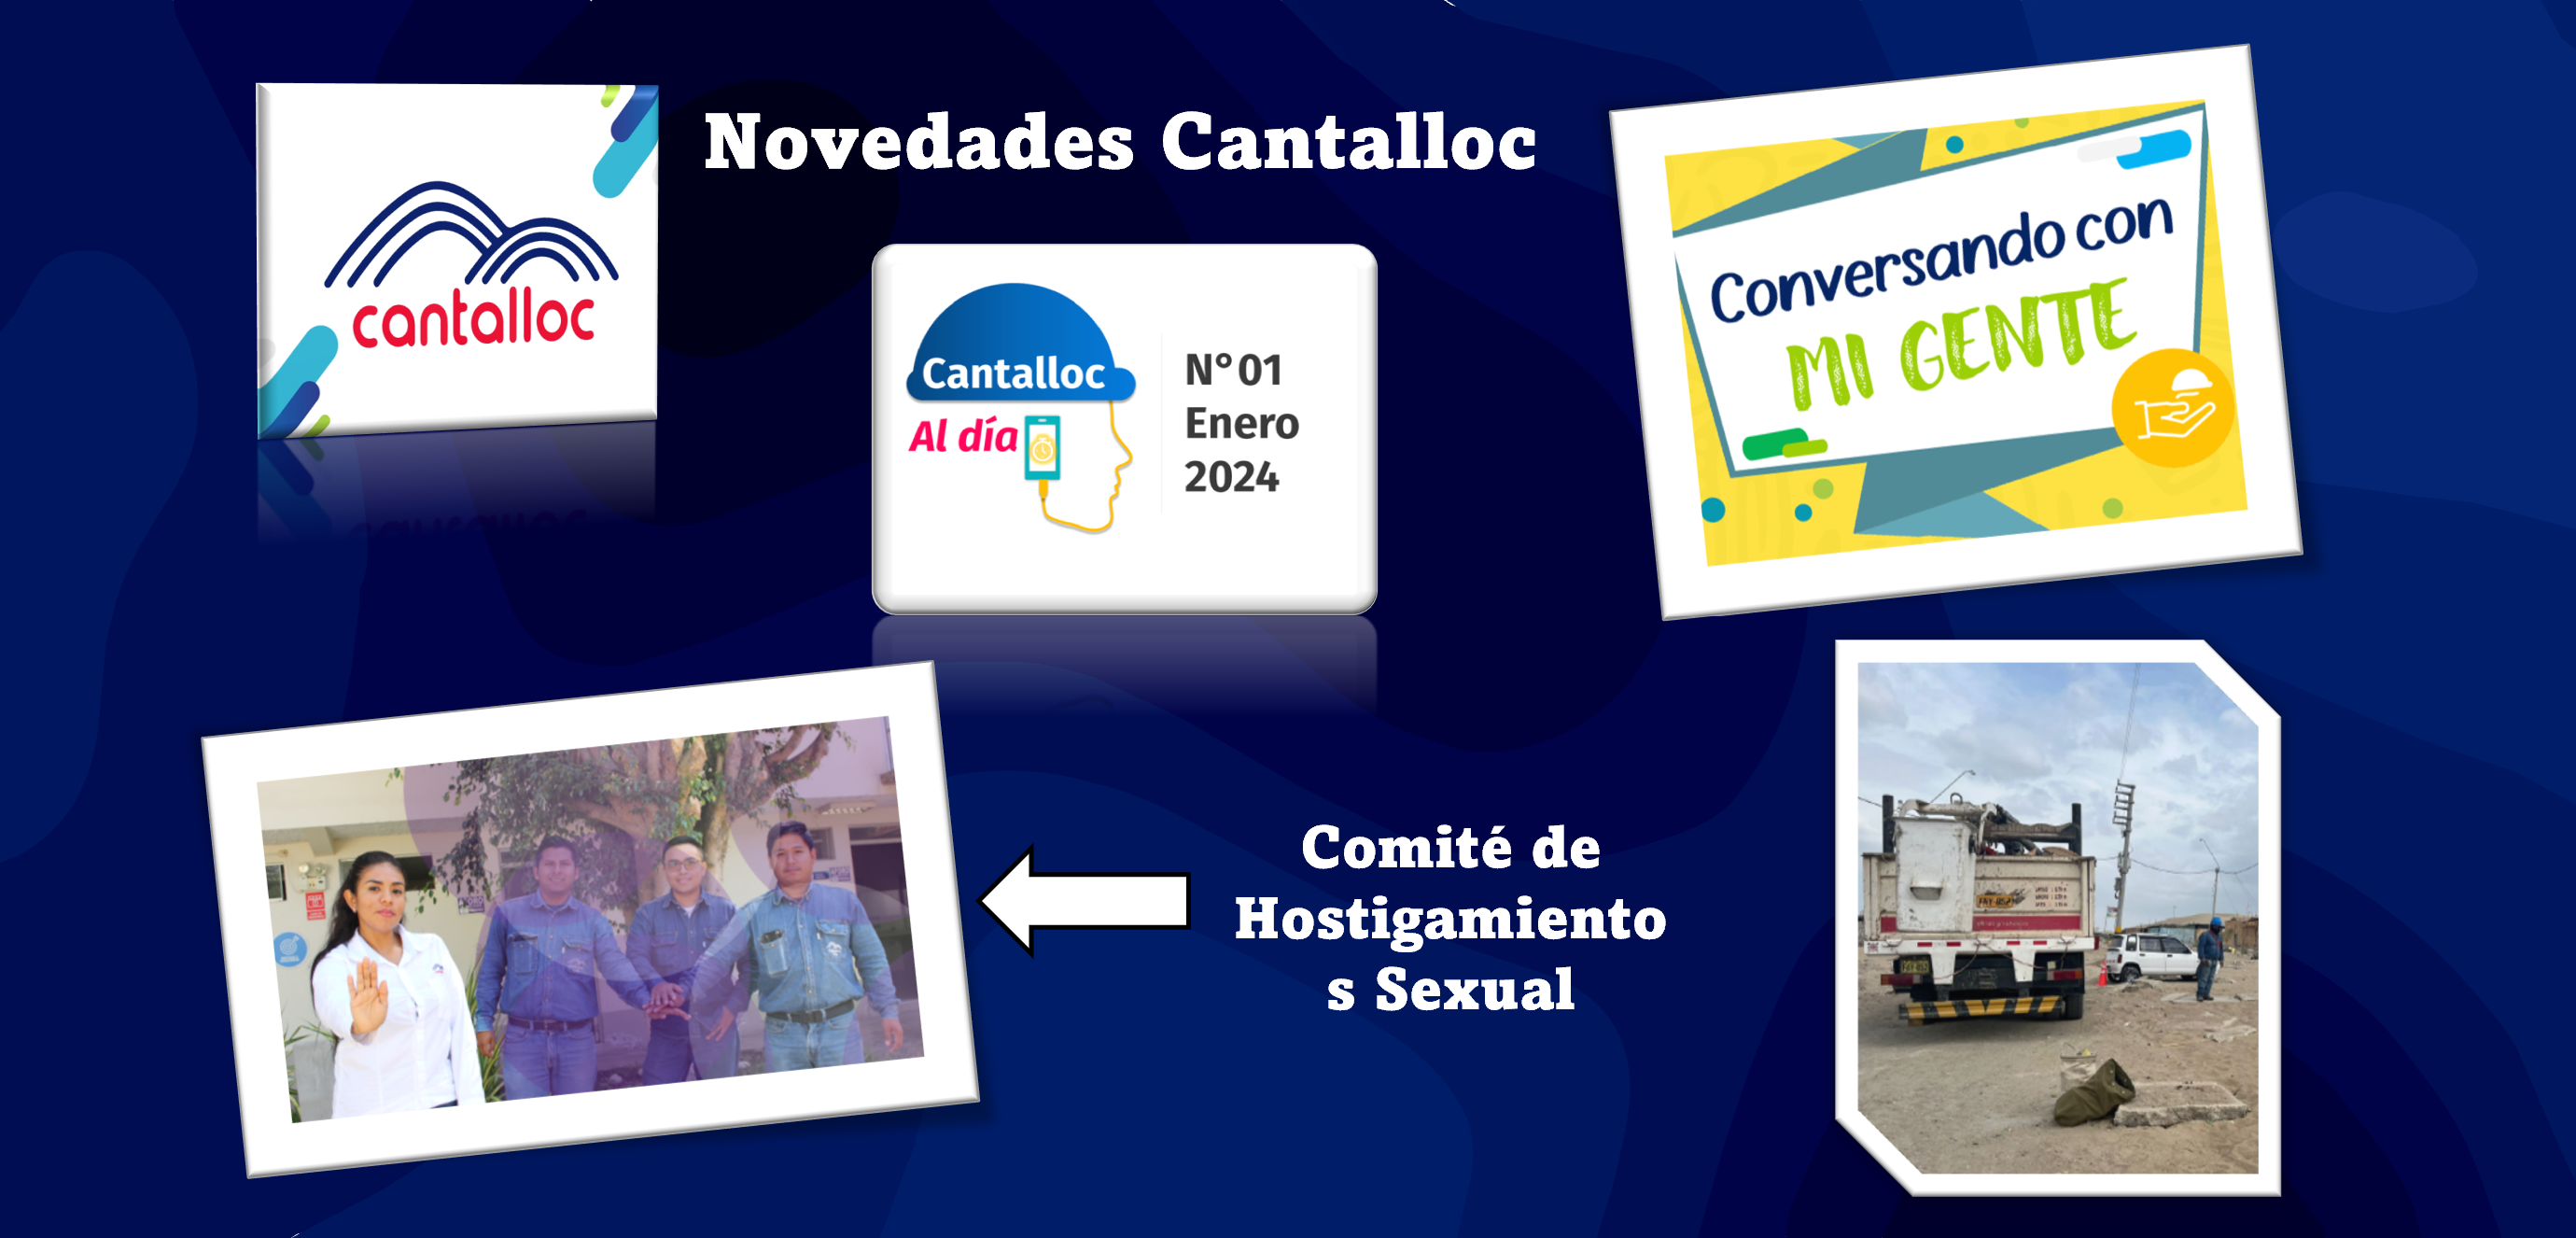 Novedades Cantalloc
cantalloc
Cantalloc
Al día
N°01
Enero
2024
Conversando con
MI GENTE
Comité de
Hostigamiento
s Sexual